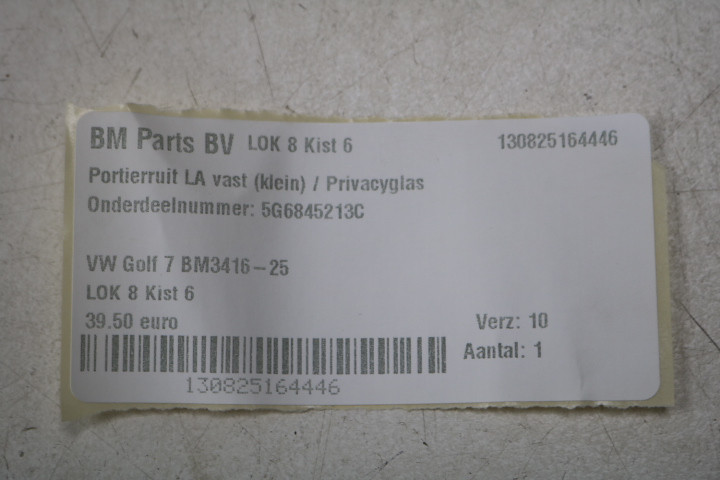 BM Parts BV LOK 8 Kist 6 130825164446
Portierruit LA vast (klein) / Privacyglas
Onderdeelnummer: 5G6845213C
VW Golf 7 BM3416-25
LOK 8 Kist 6
39.50 euro Verz: 10
Aantal: 1
130825164446